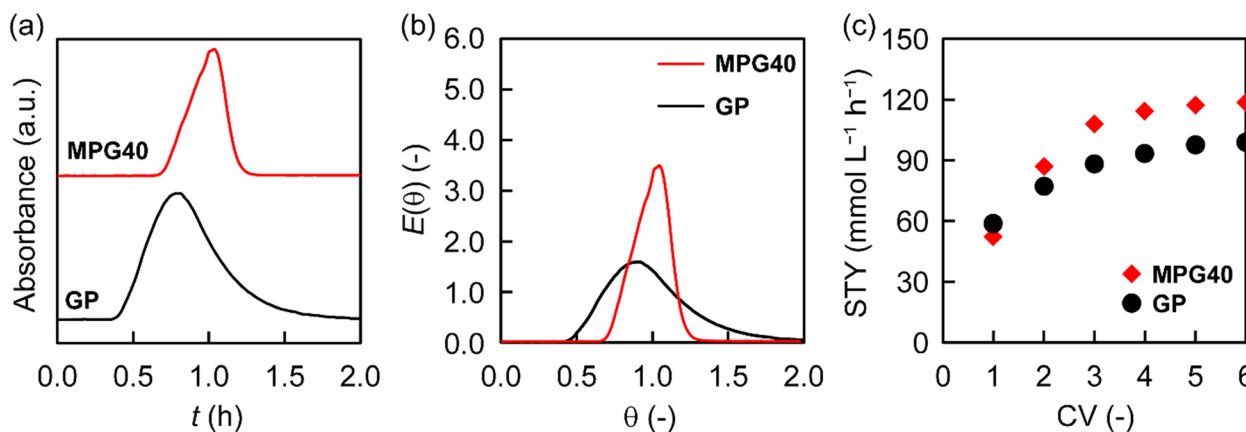 (a)
Absorbance (a.u.)
MPG40
GP
0.0 0.5 1.0 1.5 2.0
t (h)
(b)
6.0
5.0
4.0
3.0
2.0
1.0
0.0
E(θ) (-)
MPG40
GP
0.0 0.5 1.0 1.5 2.0
θ (-)
(c)
150
120
90
60
30
0
STY (mmol L⁻¹ h⁻¹)
MPG40
GP
0 1 2 3 4 5 6
CV (-)